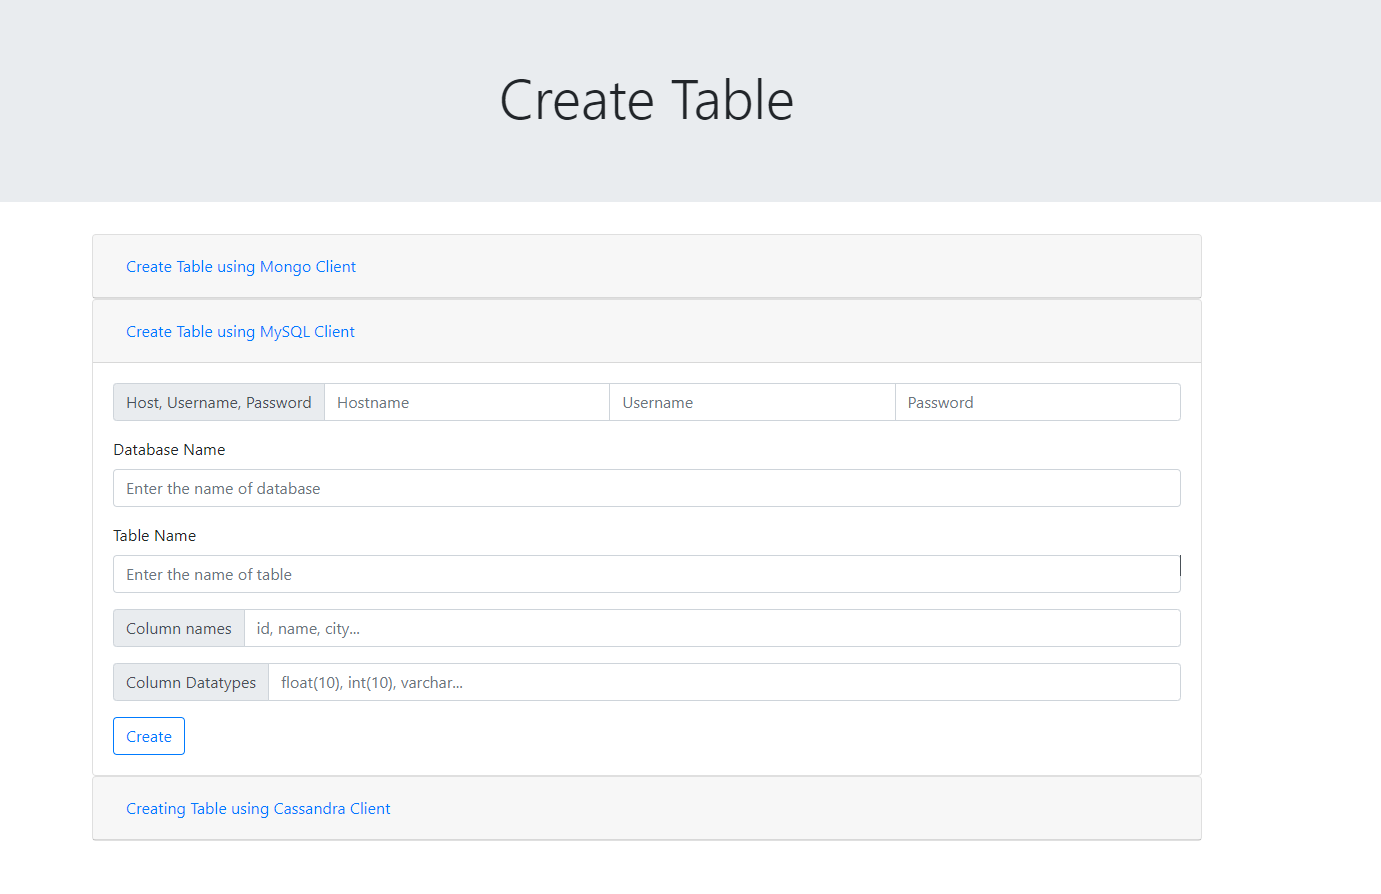 Create Table
Create Table using Mongo Client
Create Table using MySQL Client
Host, Username, Password Hostname Username Password
Database Name
Enter the name of database
Table Name
Enter the name of table
Column names id, name, city...
Column Datatypes float(10), int(10), varchar...
Create
Creating Table using Cassandra Client